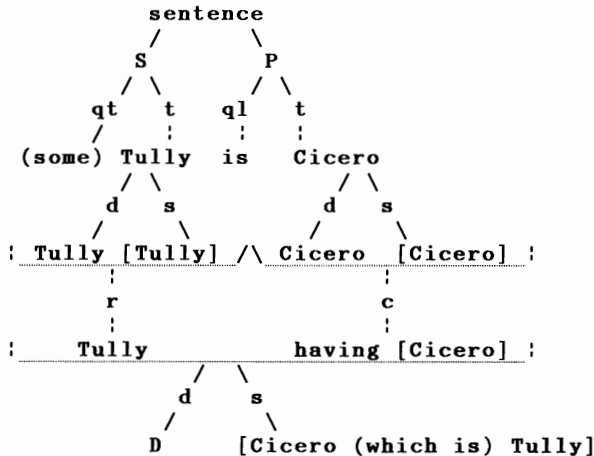 sentence
S P
qt t ql t
(some) Tully is Cicero
d s d s
Tully [Tully] /\ Cicero [Cicero]
r c
Tully having [Cicero]
d s
D [Cicero (which is) Tully]